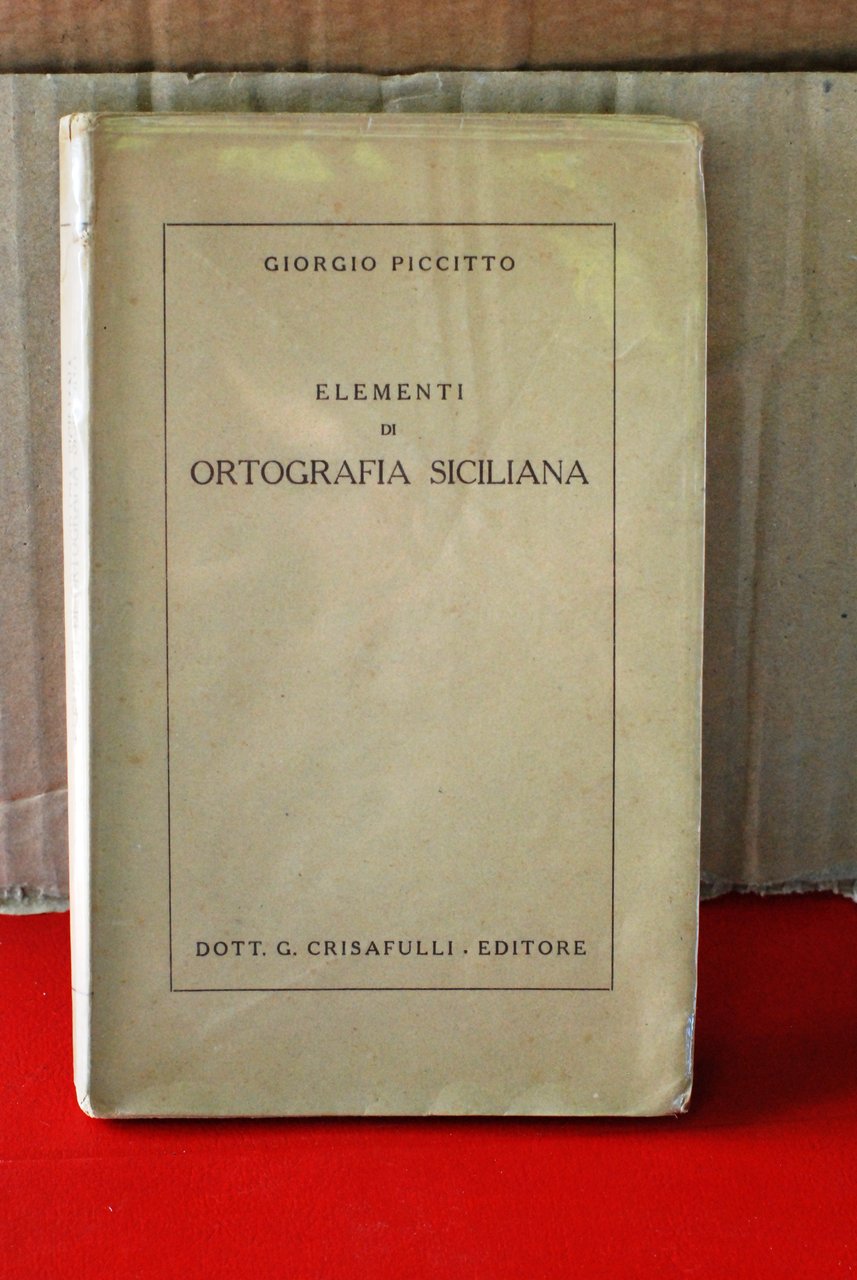 GIORGIO PICCITTO
ELEMENTI
DI
ORTOGRAFIA SICILIANA
DOTT. G. CRISAFULLI . EDITORE